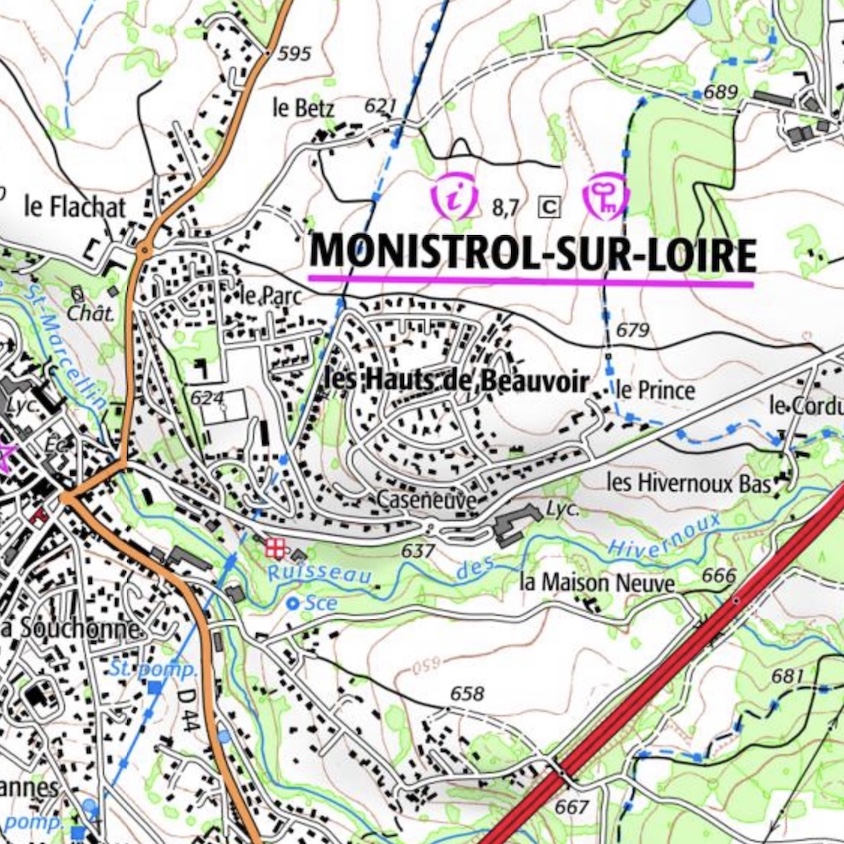 595
le Betz
621
689
le Flachat
i
8,7 C
MONISTROL-SUR-LOIRE
Chât.
St-Marcellin
le Parc
679
les Hauts de Beauvoir
le Prince
624
Lyc.
le Cordu
Éc.
Caseneuve
les Hivernoux Bas
Lyc.
637
Ruisseau des Hivernoux
la Maison Neuve
666
Sce
a Souchonne
St. pomp.
650
658
681
D 44
annes
667
pomp.